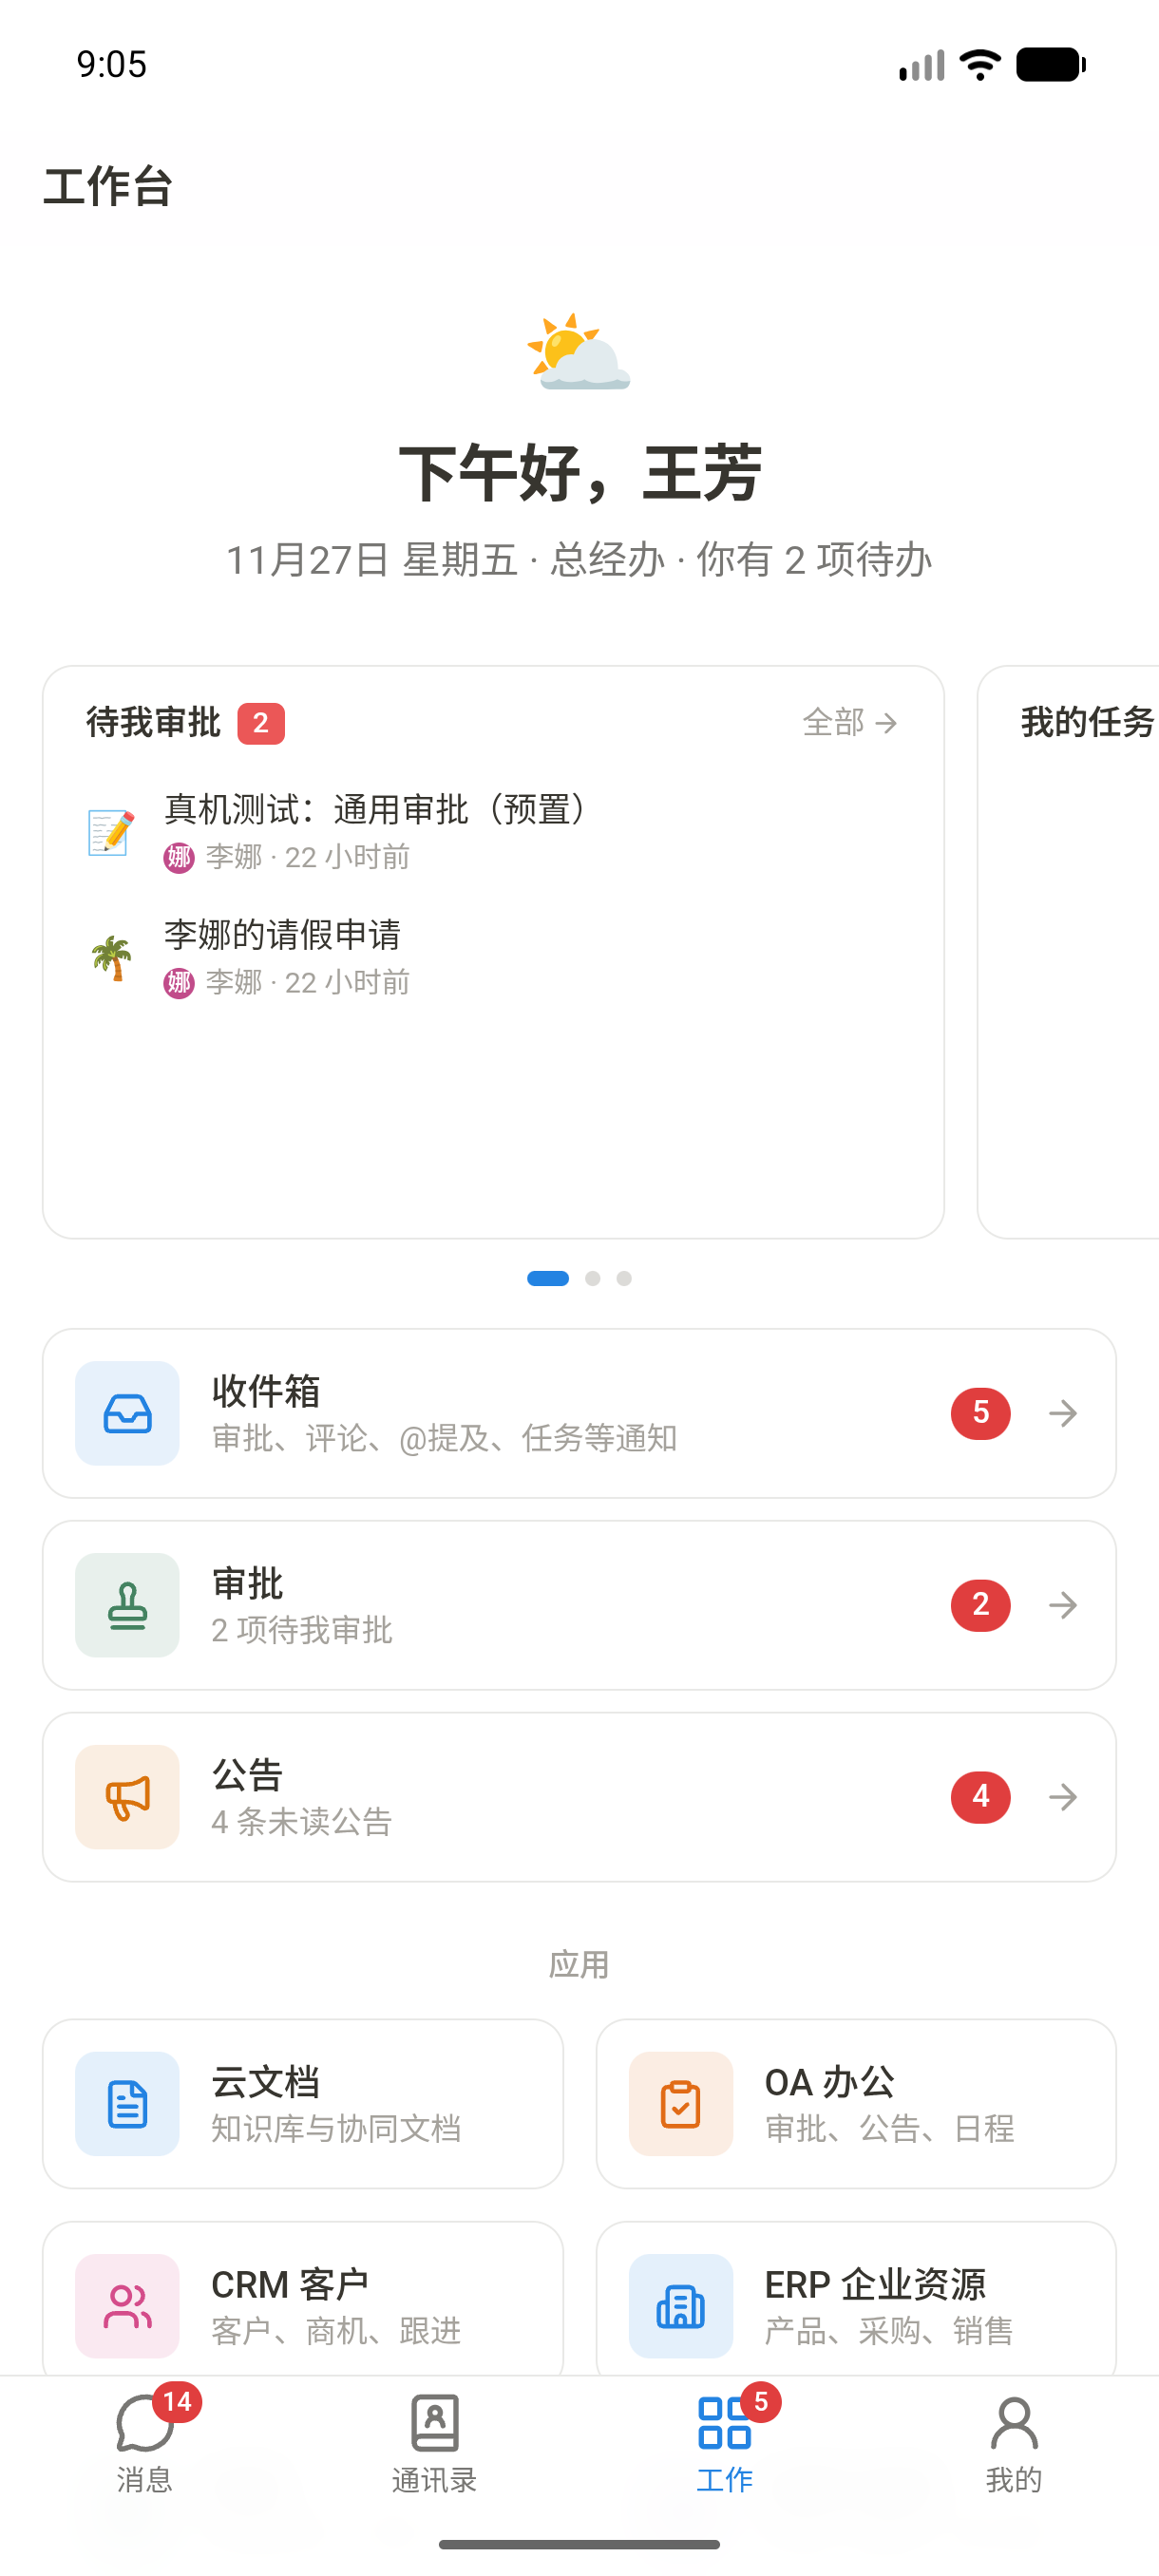 9:05
工作台
下午好，王芳
11月27日 星期五 · 总经办 · 你有 2 项待办
待我审批 2 全部
我的任务
真机测试：通用审批（预置）
娜 李娜 · 22 小时前
李娜的请假申请
娜 李娜 · 22 小时前
收件箱
审批、评论、@提及、任务等通知
5
审批
2 项待我审批
2
公告
4 条未读公告
4
应用
云文档
知识库与协同文档
OA 办公
审批、公告、日程
CRM 客户
客户、商机、跟进
ERP 企业资源
产品、采购、销售
14
5
消息
通讯录
工作
我的